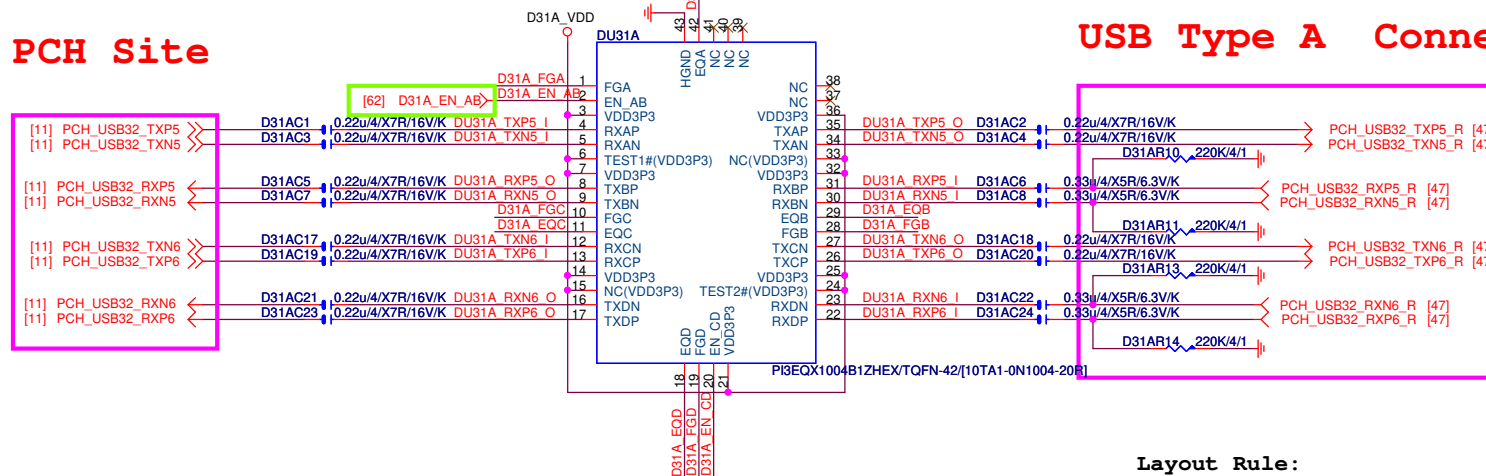 D31A_VDD
PCH Site
USB Type A Conne
DU31A
43 42 41 40 39
HGND EQA NC NC NC
D31A_FGA 1 FGA NC 38
[62] D31A_EN_AB D31A_EN_AB 2 EN_AB NC 37
3 VDD3P3 VDD3P3 36
[11] PCH_USB32_TXP5 D31AC1 0.22u/4/X7R/16V/K DU31A_TXP5_I 4 RXAP TXAP 35 DU31A_TXP5_O D31AC2 0.22u/4/X7R/16V/K PCH_USB32_TXP5_R [47
[11] PCH_USB32_TXN5 D31AC3 0.22u/4/X7R/16V/K DU31A_TXN5_I 5 RXAN TXAN 34 DU31A_TXN5_O D31AC4 0.22u/4/X7R/16V/K PCH_USB32_TXN5_R [47
6 TEST1#(VDD3P3) NC(VDD3P3) 33 D31AR10 220K/4/1
7 VDD3P3 VDD3P3 32
[11] PCH_USB32_RXP5 D31AC5 0.22u/4/X7R/16V/K DU31A_RXP5_O 8 TXBP RXBP 31 DU31A_RXP5_I D31AC6 0.33u/4/X5R/6.3V/K PCH_USB32_RXP5_R [47]
[11] PCH_USB32_RXN5 D31AC7 0.22u/4/X7R/16V/K DU31A_RXN5_O 9 TXBN RXBN 30 DU31A_RXN5_I D31AC8 0.33u/4/X5R/6.3V/K PCH_USB32_RXN5_R [47]
D31A_FGC 10 FGC EQB 29 D31A_EQB
D31A_EQC 11 EQC FGB 28 D31A_FGB D31AR11 220K/4/1
[11] PCH_USB32_TXN6 D31AC17 0.22u/4/X7R/16V/K DU31A_TXN6_I 12 RXCN TXCN 27 DU31A_TXN6_O D31AC18 0.22u/4/X7R/16V/K PCH_USB32_TXN6_R [47
[11] PCH_USB32_TXP6 D31AC19 0.22u/4/X7R/16V/K DU31A_TXP6_I 13 RXCP TXCP 26 DU31A_TXP6_O D31AC20 0.22u/4/X7R/16V/K PCH_USB32_TXP6_R [47
14 VDD3P3 VDD3P3 25 D31AR13 220K/4/1
15 NC(VDD3P3) TEST2#(VDD3P3) 24
[11] PCH_USB32_RXN6 D31AC21 0.22u/4/X7R/16V/K DU31A_RXN6_O 16 TXDN RXDN 23 DU31A_RXN6_I D31AC22 0.33u/4/X5R/6.3V/K PCH_USB32_RXN6_R [47]
[11] PCH_USB32_RXP6 D31AC23 0.22u/4/X7R/16V/K DU31A_RXP6_O 17 TXDP RXDP 22 DU31A_RXP6_I D31AC24 0.33u/4/X5R/6.3V/K PCH_USB32_RXP6_R [47]
D31AR14 220K/4/1
EQD FGD EN_CD VDD3P3
18 19 20 21
PI3EQX1004B1ZHEX/TQFN-42/[10TA1-0N1004-20R]
D31A_EQD D31A_FGD D31A_EN_CD
Layout Rule: